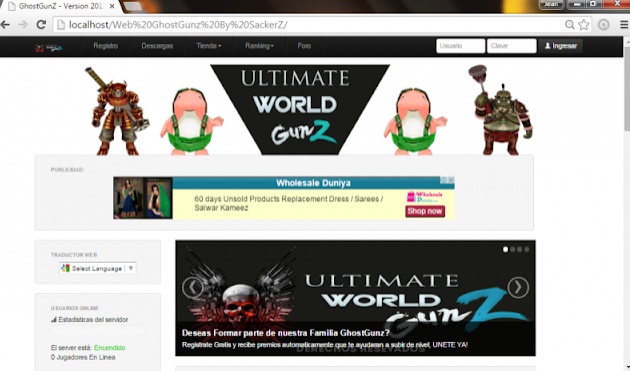 GhostGunZ - Version 201
Jean
localhost/Web%20GhostGunz%20By%20SackerZ/
Registro Descargas Tienda Ranking Foro Usuario Clave Ingresar
ULTIMATE
WORLD
GunZ
PUBLICIDAD:
Wholesale Duniya
60 days Unsold Products Replacement Dress / Sarees /
Salwar Kameez
Shop now
TRADUCTOR WEB
Select Language
USUARIOS ONLINE
Estadisticas del servidor
El server está: Encendido
0 Jugadores En Linea
ULTIMATE
WORLD
GunZ
Deseas Formar parte de nuestra Familia GhostGunz?
Registrate Gratis y recibe premios automaticamente que te ayudaran a subir de nivel, UNETE YA!
DERECHOS RESEVADOS